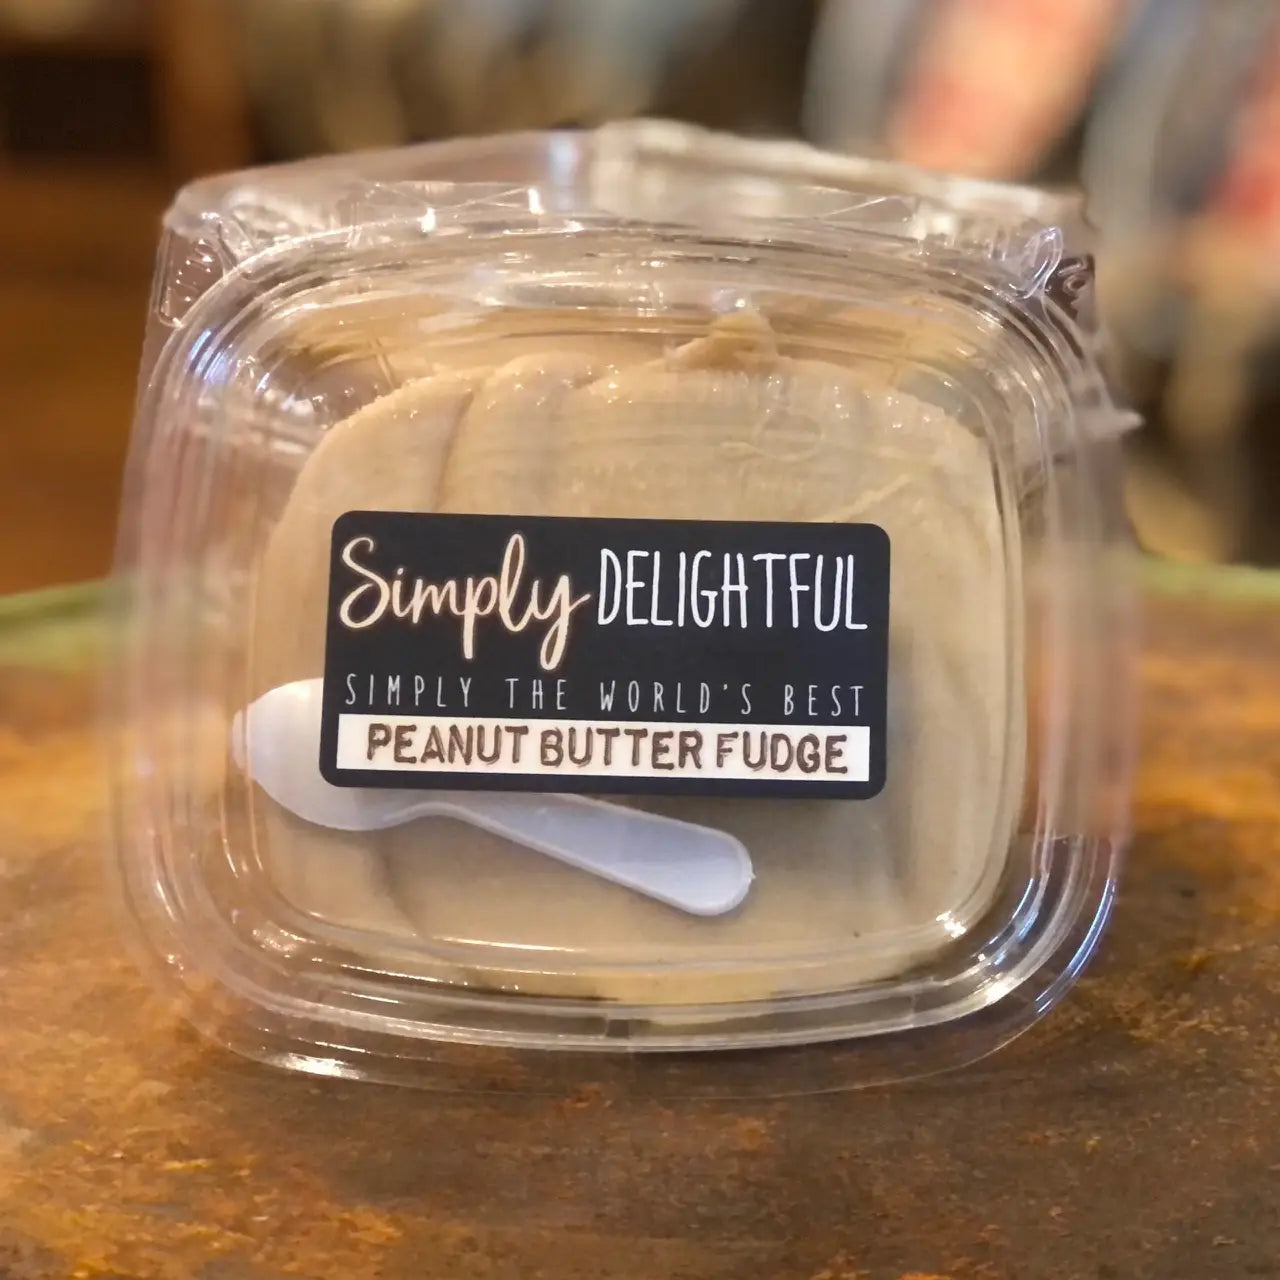 Simply DELIGHTFUL
SIMPLY THE WORLD'S BEST
PEANUT BUTTER FUDGE